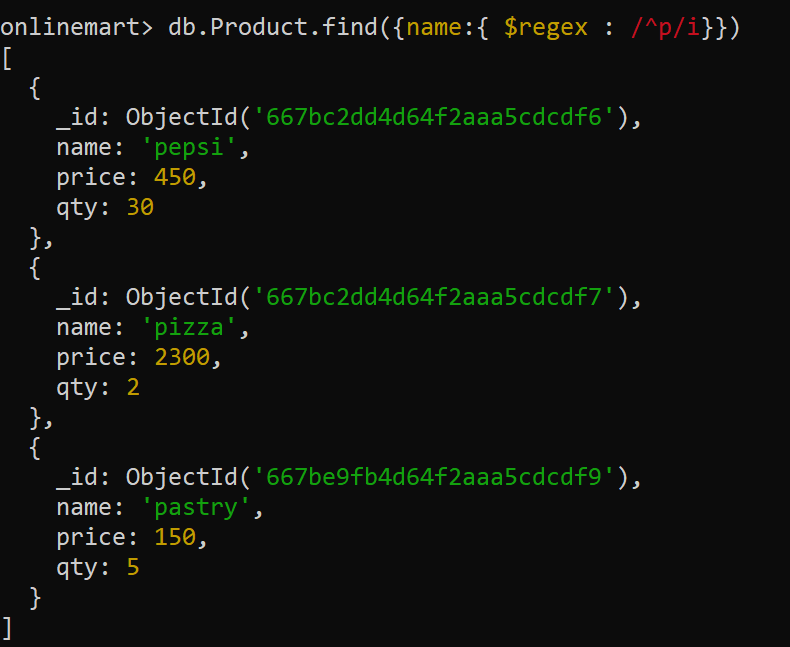 onlinemart> db.Product.find({name:{ $regex : /^p/i}})
[
  {
    _id: ObjectId('667bc2dd4d64f2aaa5cdcdf6'),
    name: 'pepsi',
    price: 450,
    qty: 30
  },
  {
    _id: ObjectId('667bc2dd4d64f2aaa5cdcdf7'),
    name: 'pizza',
    price: 2300,
    qty: 2
  },
  {
    _id: ObjectId('667be9fb4d64f2aaa5cdcdf9'),
    name: 'pastry',
    price: 150,
    qty: 5
  }
]